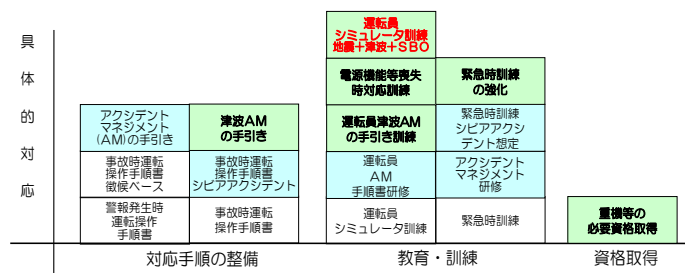 具
体
的
対
応
アクシデント
マネジメント
(AM)の手引き
事故時運転
操作手順書
徴候ベース
警報発生時
運転操作
手順書
津波AM
の手引き
事故時運転
操作手順書
シビアアクシデント
事故時運転
操作手順書
運転員
シミュレータ訓練
地震+津波+SBO
電源機能等喪失
時対応訓練
運転員津波AM
の手引き訓練
運転員
AM
手順書研修
運転員
シミュレータ訓練
緊急時訓練
の強化
緊急時訓練
シビアアクシ
デント想定
アクシデント
マネジメント
研修
緊急時訓練
重機等の
必要資格取得
対応手順の整備
教育・訓練
資格取得